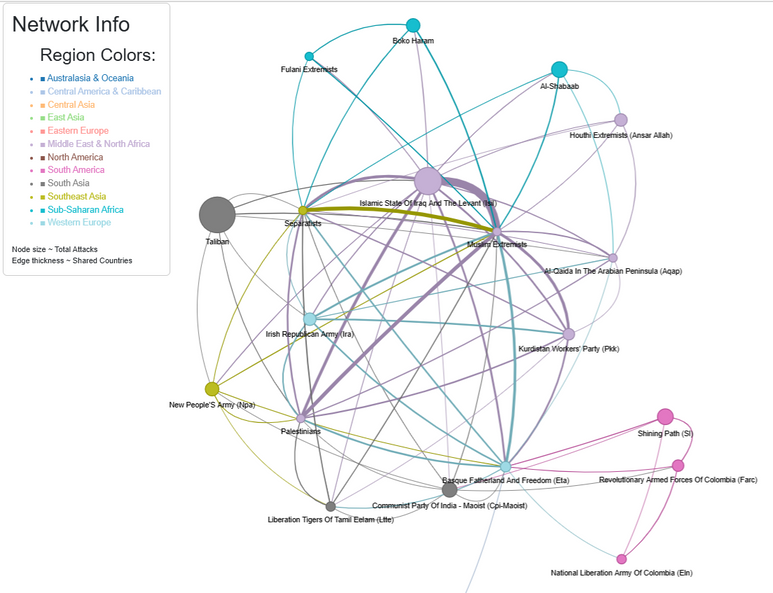 Network Info
Region Colors:
Australasia & Oceania
Central America & Caribbean
Central Asia
East Asia
Eastern Europe
Middle East & North Africa
North America
South America
South Asia
Southeast Asia
Sub-Saharan Africa
Western Europe
Node size ~ Total Attacks
Edge thickness ~ Shared Countries
Boko Haram
Fulani Extremists
Al-Shabaab
Houthi Extremists (Ansar Allah)
Islamic State Of Iraq And The Levant (Isil)
Separatists
Taliban
Muslim Extremists
Al-Qaida In The Arabian Peninsula (Aqap)
Irish Republican Army (Ira)
Kurdistan Workers' Party (Pkk)
New People'S Army (Npa)
Palestinians
Shining Path (Sl)
Basque Fatherland And Freedom (Eta)
Revolutionary Armed Forces Of Colombia (Farc)
Communist Party Of India - Maoist (Cpi-Maoist)
Liberation Tigers Of Tamil Eelam (Ltte)
National Liberation Army Of Colombia (Eln)